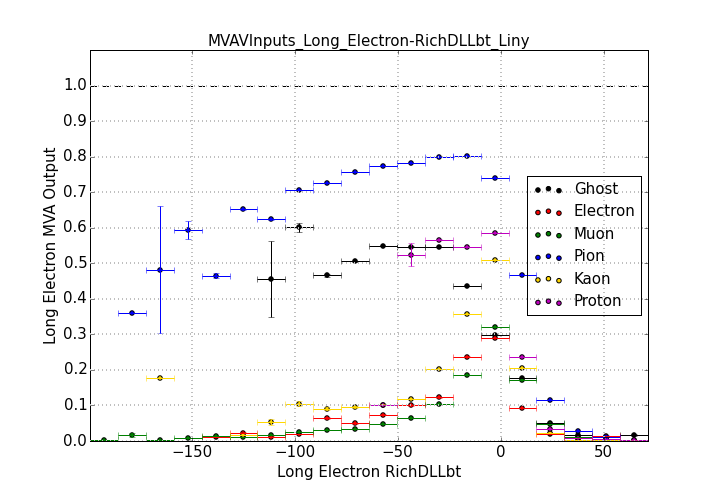 MVAVInputs_Long_Electron-RichDLLbt_Liny
Long Electron MVA Output
1.0
0.9
0.8
0.7
0.6
0.5
0.4
0.3
0.2
0.1
0.0
Ghost
Electron
Muon
Pion
Kaon
Proton
−150
−100
−50
0
50
Long Electron RichDLLbt